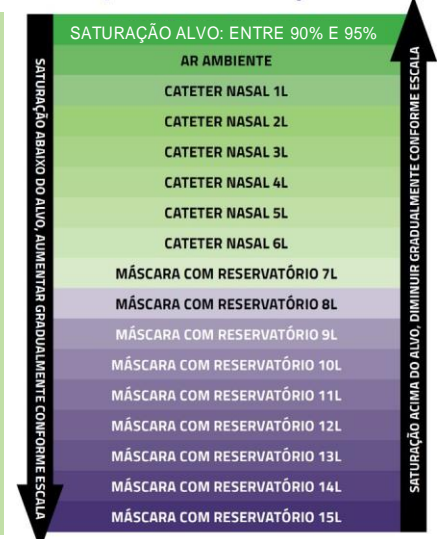 SATURAÇÃO ALVO: ENTRE 90% E 95%
AR AMBIENTE
CATETER NASAL 1L
CATETER NASAL 2L
CATETER NASAL 3L
CATETER NASAL 4L
CATETER NASAL 5L
CATETER NASAL 6L
MÁSCARA COM RESERVATÓRIO 7L
MÁSCARA COM RESERVATÓRIO 8L
MÁSCARA COM RESERVATÓRIO 9L
MÁSCARA COM RESERVATÓRIO 10L
MÁSCARA COM RESERVATÓRIO 11L
MÁSCARA COM RESERVATÓRIO 12L
MÁSCARA COM RESERVATÓRIO 13L
MÁSCARA COM RESERVATÓRIO 14L
MÁSCARA COM RESERVATÓRIO 15L
SATURAÇÃO ABAIXO DO ALVO, AUMENTAR GRADUALMENTE CONFORME ESCALA
SATURAÇÃO ACIMA DO ALVO, DIMINUIR GRADUALMENTE CONFORME ESCALA